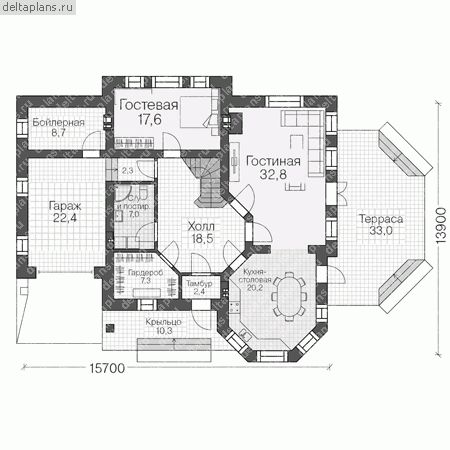 deltaplans.ru
Гостевая
17,6
Бойлерная
8,7
Гостиная
32,8
2,3
С/у
и постир.
7,0
Гараж
22,4
Холл
18,5
Терраса
33,0
13900
Гардероб
7,3
Тамбур
2,4
Кухня-
столовая
20,2
Крыльцо
10,3
15700